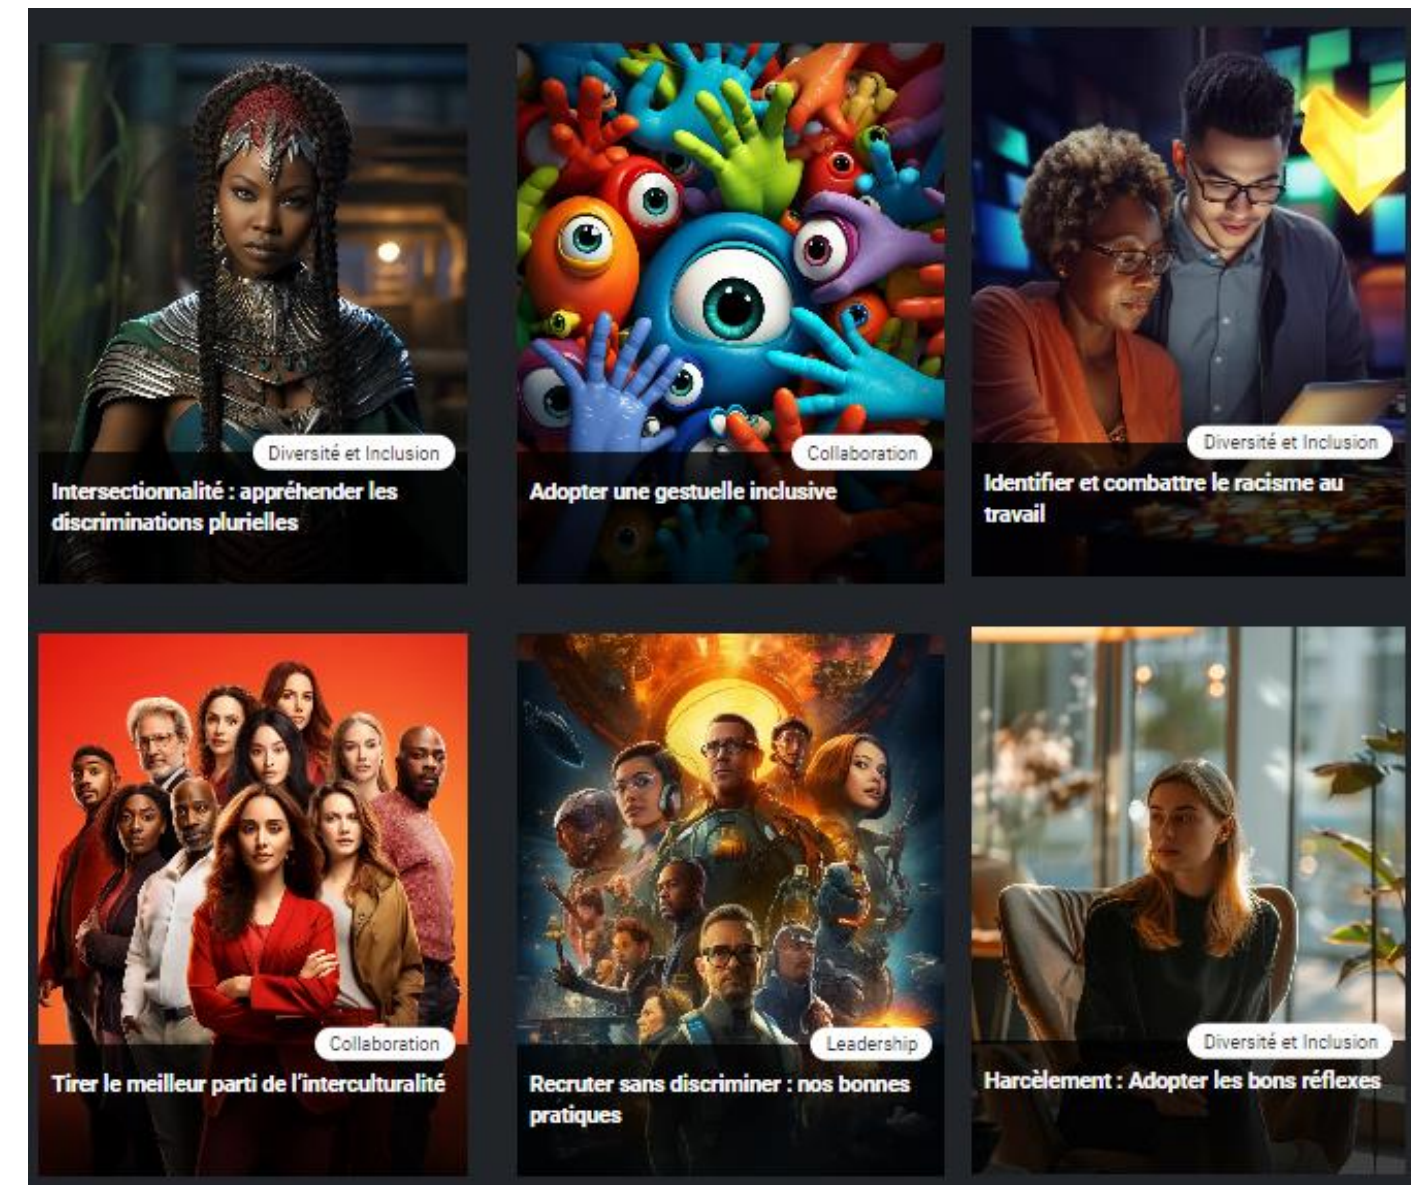 Diversité et Inclusion
Intersectionnalité : appréhender les
discriminations plurielles
Collaboration
Adopter une gestuelle inclusive
Diversité et Inclusion
Identifier et combattre le racisme au
travail
Collaboration
Tirer le meilleur parti de l'interculturalité
Leadership
Recruter sans discriminer : nos bonnes
pratiques
Diversité et Inclusion
Harcèlement : Adopter les bons réflexes